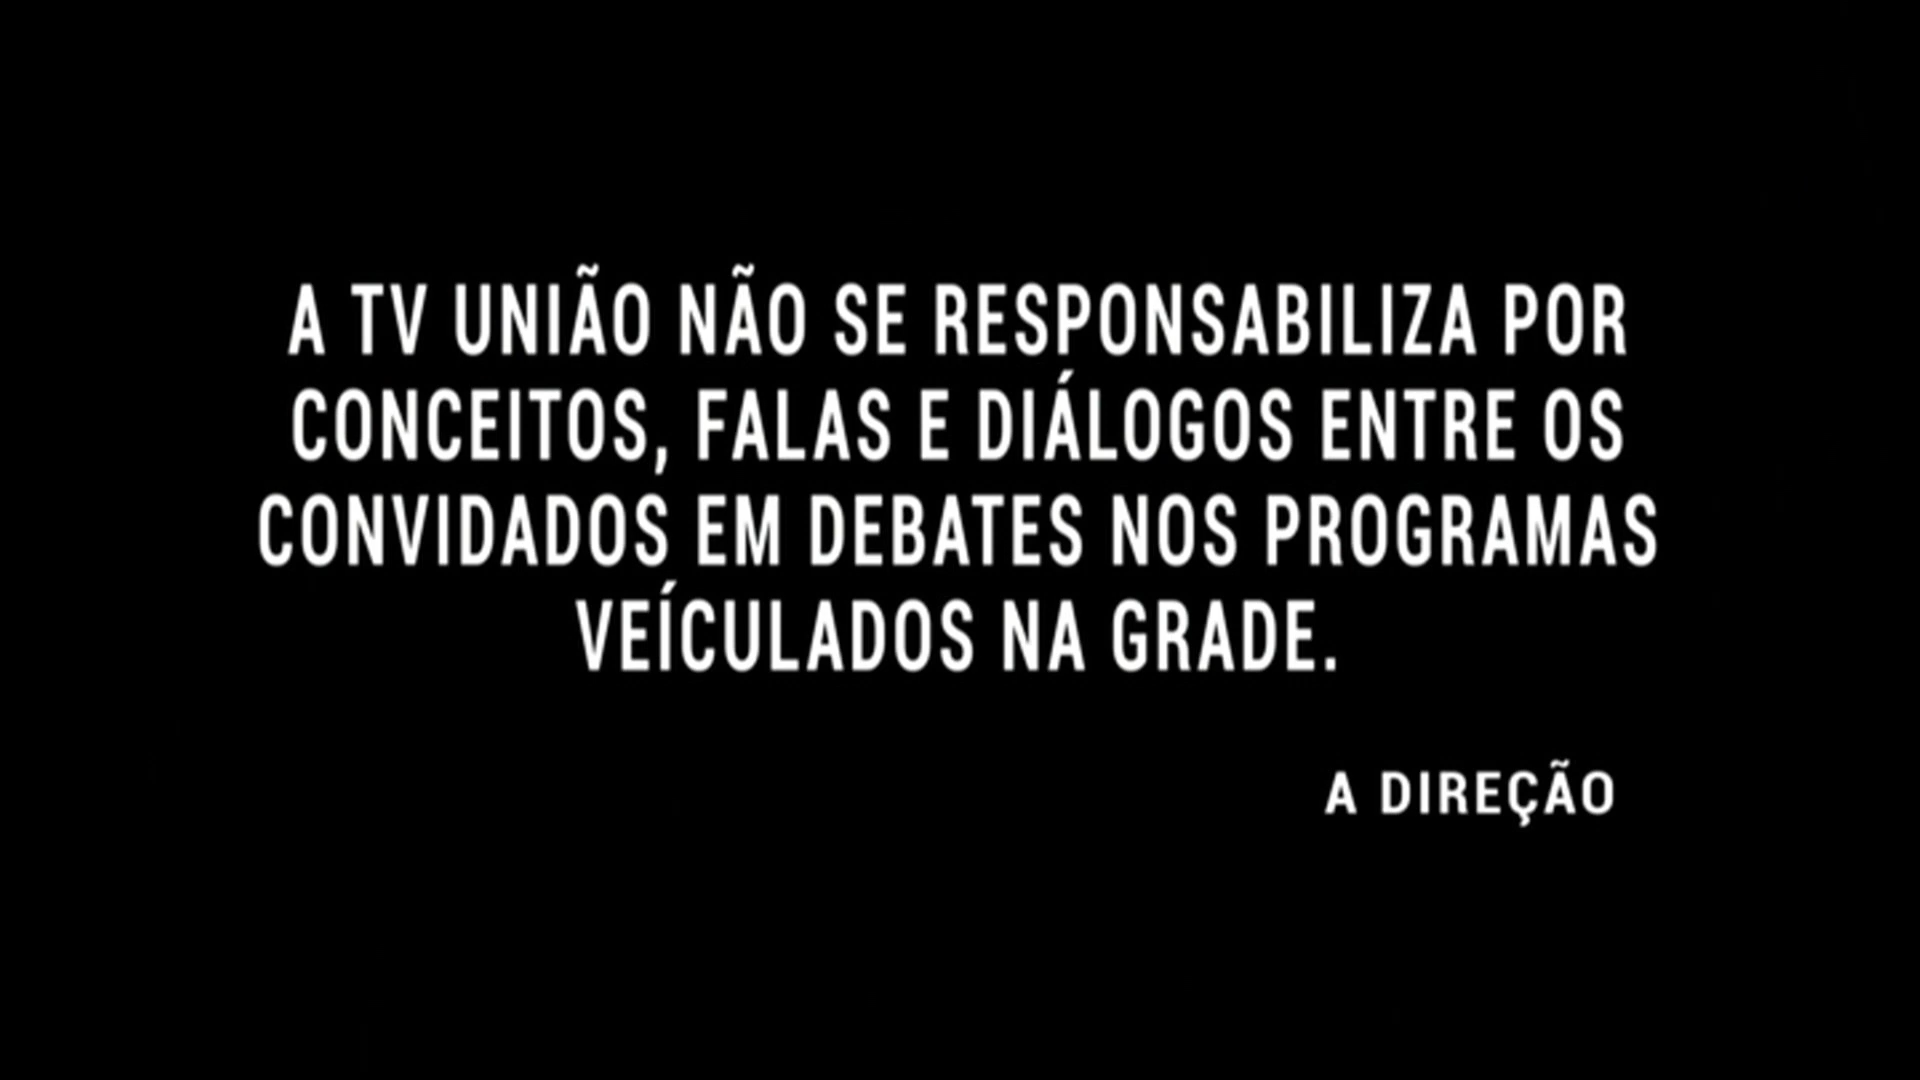 A TV UNIÃO NÃO SE RESPONSABILIZA POR
CONCEITOS, FALAS E DIÁLOGOS ENTRE OS
CONVIDADOS EM DEBATES NOS PROGRAMAS
VEÍCULADOS NA GRADE.
A DIREÇÃO